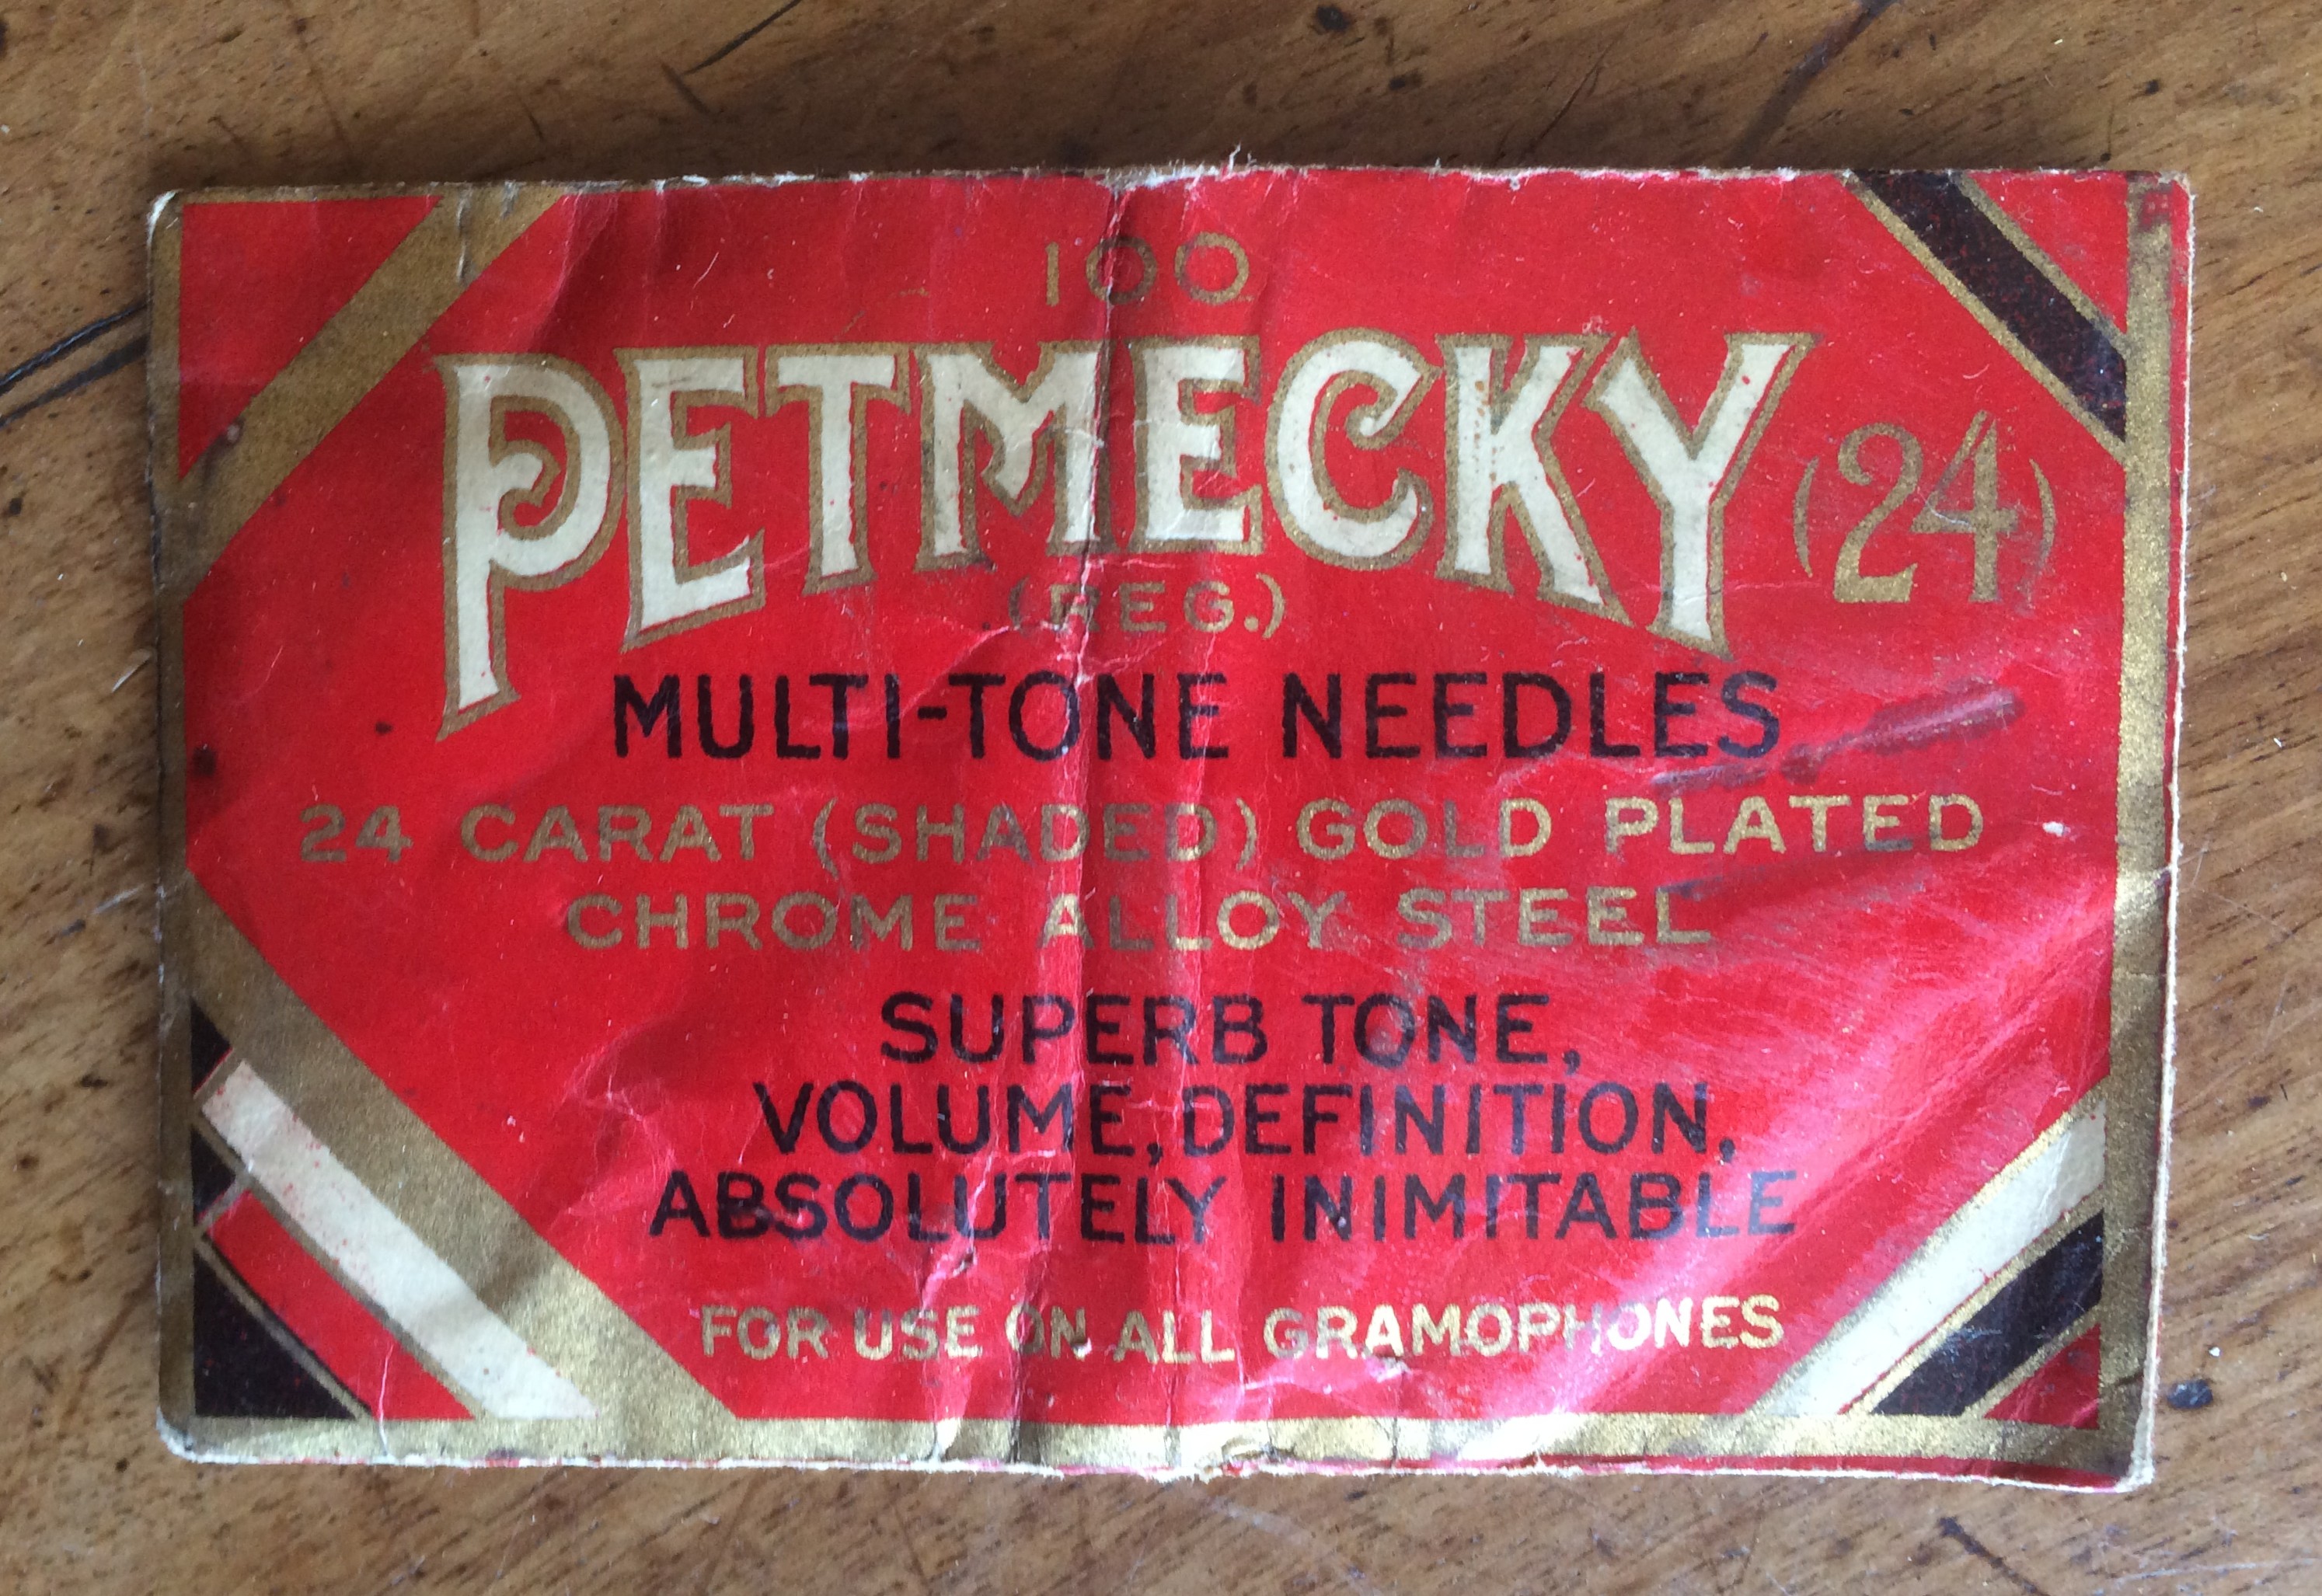 100
PETMECKY (24)
(REG.)
MULTI-TONE NEEDLES
24 CARAT (SHADED) GOLD PLATED
CHROME ALLOY STEEL
SUPERB TONE,
VOLUME, DEFINITION,
ABSOLUTELY INIMITABLE
FOR USE ON ALL GRAMOPHONES